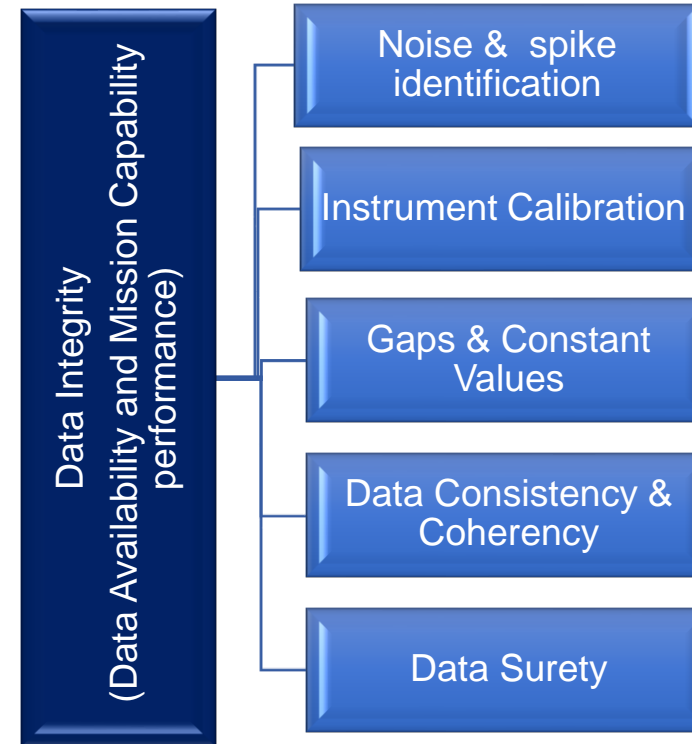 Data Integrity
(Data Availability and Mission Capability
performance)
Noise & spike
identification
Instrument Calibration
Gaps & Constant
Values
Data Consistency &
Coherency
Data Surety